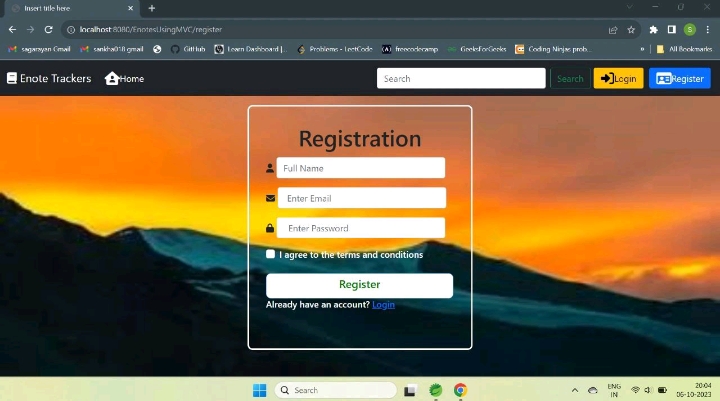 Insert title here
localhost:8080/EnotesUsingMVC/register
sagarayan Gmail
sankha018 gmail
GitHub
Learn Dashboard |...
Problems - LeetCode
freecodecamp
GeeksForGeeks
Coding Ninjas prob...
»
All Bookmarks
Enote Trackers
Home
Search
Search
Login
Register
Registration
Full Name
Enter Email
Enter Password
I agree to the terms and conditions
Register
Already have an account? Login
Search
ENG
IN
20:04
06-10-2023